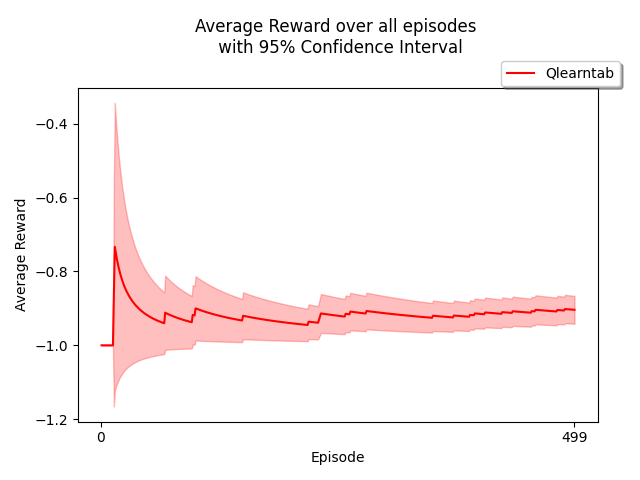 Average Reward over all episodes
with 95% Confidence Interval
Qlearntab
−0.4
−0.6
−0.8
−1.0
−1.2
Average Reward
0
499
Episode